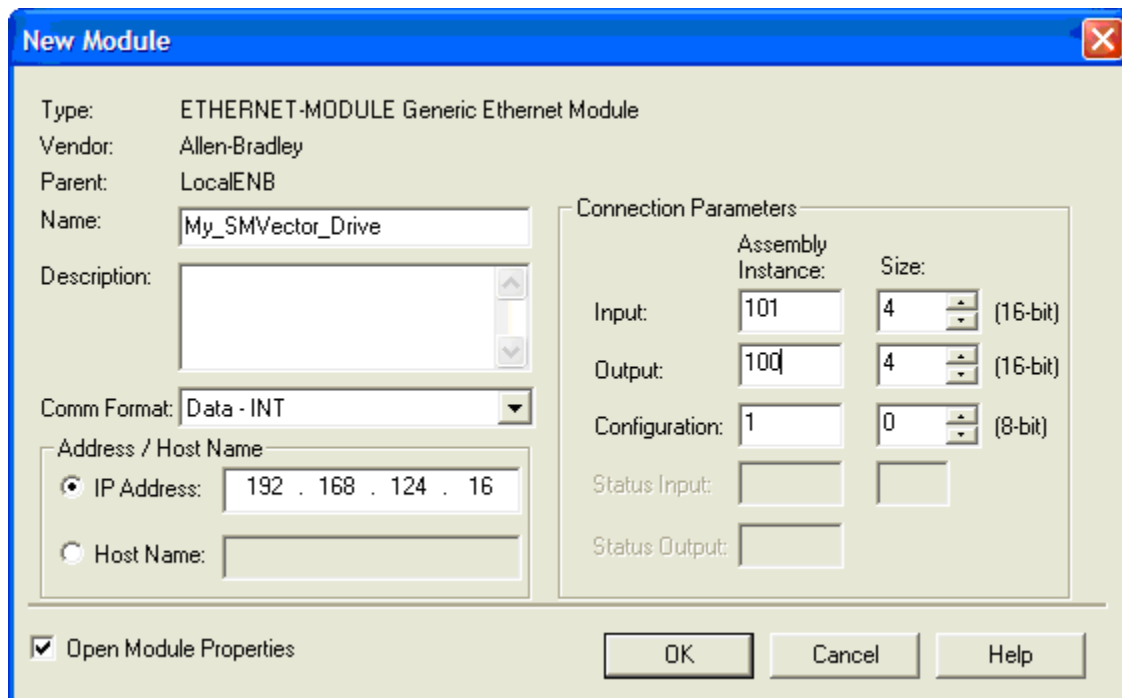 New Module
Type: ETHERNET-MODULE Generic Ethernet Module
Vendor: Allen-Bradley
Parent: LocalENB
Name: My_SMVector_Drive
Description:
Comm Format: Data - INT
Address / Host Name
IP Address: 192 . 168 . 124 . 16
Host Name:
Connection Parameters
Assembly Instance: Size:
Input: 101 4 (16-bit)
Output: 100 4 (16-bit)
Configuration: 1 0 (8-bit)
Status Input:
Status Output:
Open Module Properties
OK Cancel Help